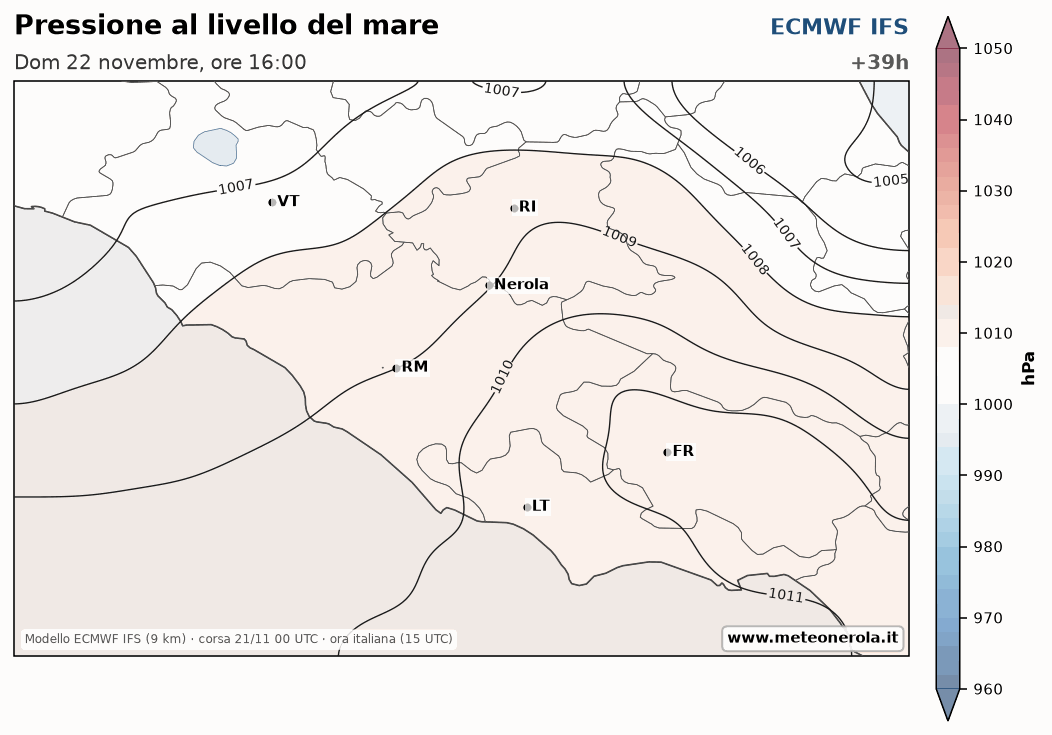 Pressione al livello del mare
ECMWF IFS
Dom 22 novembre, ore 16:00
+39h
1007
1006
1005
1007
VT
RI
1009
1007
1008
Nerola
RM
1010
FR
LT
1011
Modello ECMWF IFS (9 km) · corsa 21/11 00 UTC · ora italiana (15 UTC)
www.meteonerola.it
1050
1040
1030
1020
1010
1000
990
980
970
960
hPa